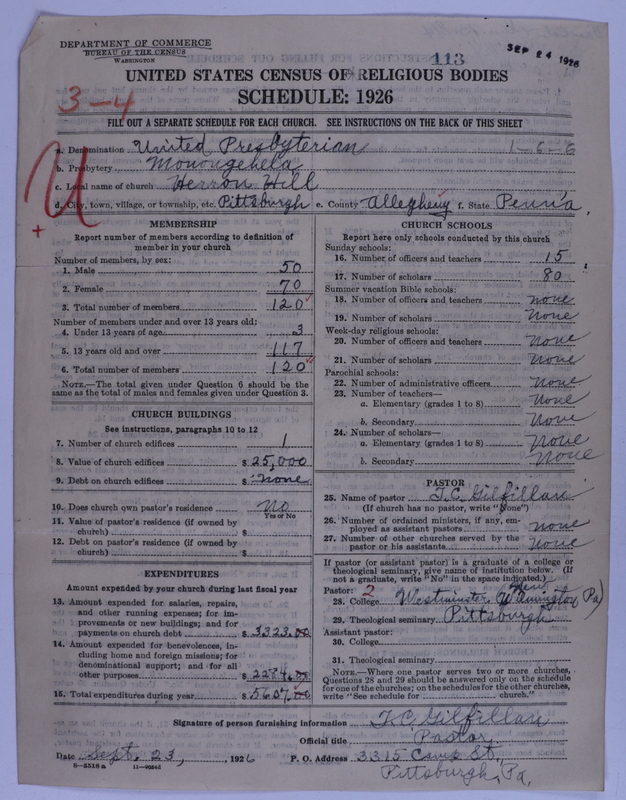 DEPARTMENT OF COMMERCE
BUREAU OF THE CENSUS
WASHINGTON
113
SEP 24 1926
UNITED STATES CENSUS OF RELIGIOUS BODIES
3-4
SCHEDULE: 1926
FILL OUT A SEPARATE SCHEDULE FOR EACH CHURCH. SEE INSTRUCTIONS ON THE BACK OF THIS SHEET
U
+
a. Denomination United Presbyterian 1-6-6
b. Presbytery Monongehela
c. Local name of church Herron Hill
d. City, town, village, or township, etc. Pittsburgh e. County Allegheny f. State Penn'a.
MEMBERSHIP
Report number of members according to definition of
member in your church
Number of members, by sex:
1. Male 50
2. Female 70
3. Total number of members 120
Number of members under and over 13 years old:
4. Under 13 years of age 3
5. 13 years old and over 117
6. Total number of members 120
NOTE.—The total given under Question 6 should be
the same as the total of males and females given under Question 3.
CHURCH BUILDINGS
See instructions, paragraphs 10 to 12
7. Number of church edifices 1
8. Value of church edifices $25,000
9. Debt on church edifices $none
10. Does church own pastor's residence No
Yes or No
11. Value of pastor's residence (if owned by
church) $
12. Debt on pastor's residence (if owned by
church) $
EXPENDITURES
Amount expended by your church during last fiscal year
13. Amount expended for salaries, repairs,
and other running expenses; for im-
provements or new buildings; and for
payments on church debt $3323.00
14. Amount expended for benevolences, in-
cluding home and foreign missions; for
denominational support; and for all
other purposes $2284.00
15. Total expenditures during year $5607.00
CHURCH SCHOOLS
Report here only schools conducted by this church
Sunday schools:
16. Number of officers and teachers 15
17. Number of scholars 80
Summer vacation Bible schools:
18. Number of officers and teachers none
19. Number of scholars None
Week-day religious schools:
20. Number of officers and teachers None
21. Number of scholars None
Parochial schools:
22. Number of administrative officers None
23. Number of teachers—
a. Elementary (grades 1 to 8) None
b. Secondary None
24. Number of scholars—
a. Elementary (grades 1 to 8) None
b. Secondary None
PASTOR
25. Name of pastor T.C. Gilfillan
(If church has no pastor, write "None")
26. Number of ordained ministers, if any, em-
ployed as assistant pastors none
27. Number of other churches served by the
pastor or his assistants None
If pastor (or assistant pastor) is a graduate of a college or
theological seminary, give name of institution below. (If
not a graduate, write "No" in the space indicated.)
Pastor: 2 New
28. College Westminster (Wilmington Pa)
29. Theological seminary Pittsburgh
Assistant pastor:
30. College
31. Theological seminary
NOTE.—Where one pastor serves two or more churches,
Questions 28 and 29 should be answered only on the schedule
for one of the churches; on the schedules for the other churches,
write "See schedule for church."
Signature of person furnishing information T.C. Gilfillan
Official title Pastor
Date Sept. 23, 1926 P. O. Address 3315 Camp St.
8-5518a 11-9056
Pittsburgh, Pa.